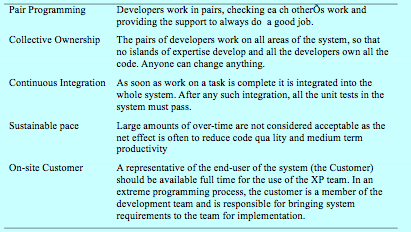 Pair Programming Developers work in pairs, checking ea ch otherÕs work and
providing the support to always do a good job.
Collective Ownership The pairs of developers work on all areas of the system, so that
no islands of expertise develop and all the developers own all the
code. Anyone can change anything.
Continuous Integration As soon as work on a task is complete it is integrated into the
whole system. After any such integration, all the unit tests in the
system must pass.
Sustainable pace Large amounts of over-time are not considered acceptable as the
net effect is often to reduce code qua lity and medium term
productivity
On-site Customer A representative of the end-user of the system (the Customer)
should be available full time for the use of the XP team. In an
extreme programming process, the customer is a member of the
development team and is responsible for bringing system
requirements to the team for implementation.